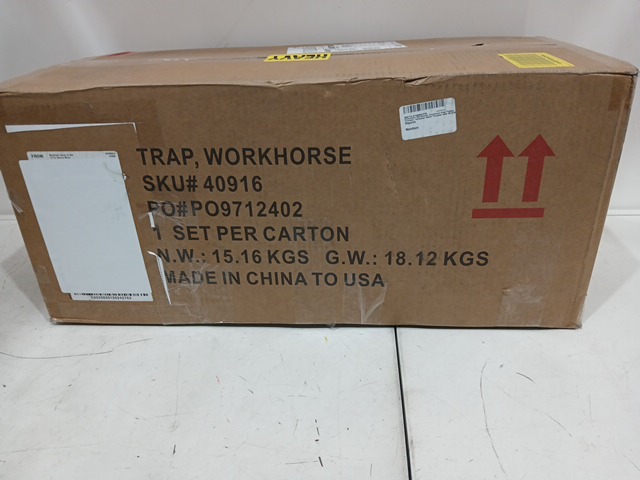 HEAVY
FROM
TRAP, WORKHORSE
SKU# 40916
PO#PO9712402
1 SET PER CARTON
N.W.: 15.16 KGS G.W.: 18.12 KGS
MADE IN CHINA TO USA